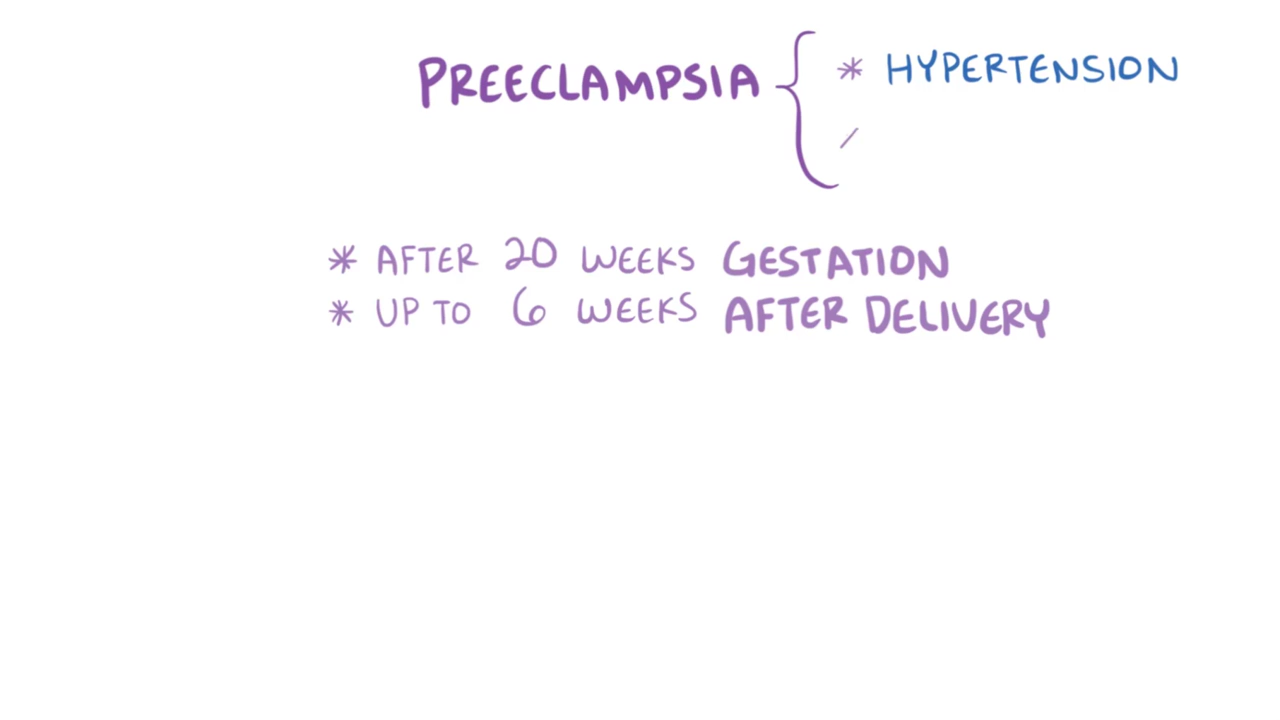 PREECLAMPSIA { * HYPERTENSION
* AFTER 20 WEEKS GESTATION
* UP TO 6 WEEKS AFTER DELIVERY